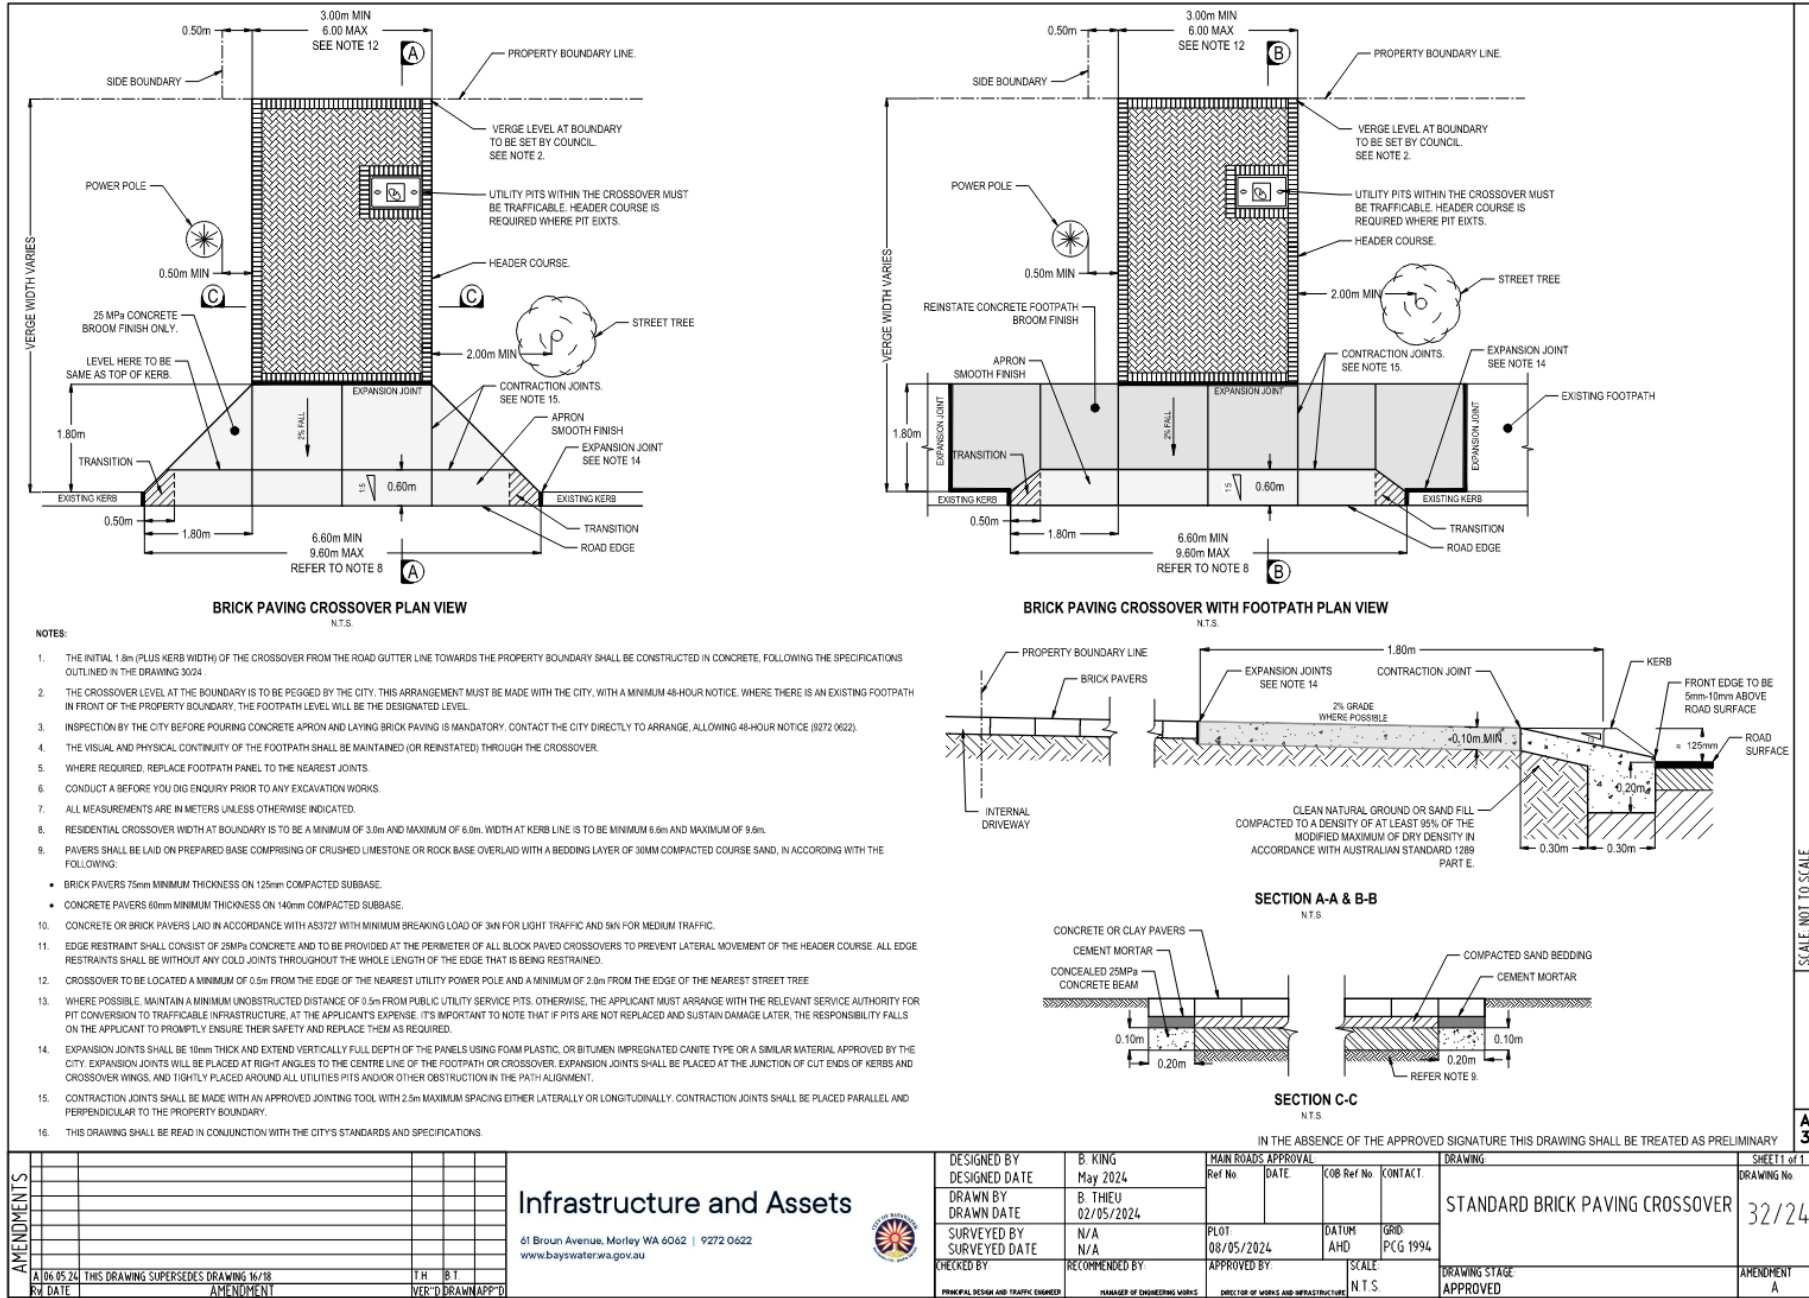 3.00m MIN
6.00 MAX
SEE NOTE 12
0.50m
A
PROPERTY BOUNDARY LINE.
SIDE BOUNDARY
VERGE LEVEL AT BOUNDARY
TO BE SET BY COUNCIL.
SEE NOTE 2.
POWER POLE
UTILITY PITS WITHIN THE CROSSOVER MUST
BE TRAFFICABLE. HEADER COURSE IS
REQUIRED WHERE PIT EIXTS.
VERGE WIDTH VARIES
0.50m MIN
HEADER COURSE.
C
C
25 MPa CONCRETE
BROOM FINISH ONLY.
STREET TREE
2.00m MIN
LEVEL HERE TO BE
SAME AS TOP OF KERB.
EXPANSION JOINT
CONTRACTION JOINTS.
SEE NOTE 15.
2% FALL
APRON
SMOOTH FINISH
1.80m
EXPANSION JOINT
SEE NOTE 14
TRANSITION
1:5
0.60m
EXISTING KERB
EXISTING KERB
0.50m
TRANSITION
1.80m
ROAD EDGE
6.60m MIN
9.60m MAX
REFER TO NOTE 8
A
BRICK PAVING CROSSOVER PLAN VIEW
N.T.S.
3.00m MIN
6.00 MAX
SEE NOTE 12
0.50m
B
PROPERTY BOUNDARY LINE.
SIDE BOUNDARY
VERGE LEVEL AT BOUNDARY
TO BE SET BY COUNCIL.
SEE NOTE 2.
POWER POLE
UTILITY PITS WITHIN THE CROSSOVER MUST
BE TRAFFICABLE. HEADER COURSE IS
REQUIRED WHERE PIT EIXTS.
HEADER COURSE.
VERGE WIDTH VARIES
0.50m MIN
STREET TREE
2.00m MIN
REINSTATE CONCRETE FOOTPATH
BROOM FINISH
APRON
SMOOTH FINISH
CONTRACTION JOINTS.
SEE NOTE 15.
EXPANSION JOINT
SEE NOTE 14
EXPANSION JOINT
EXISTING FOOTPATH
EXPANSION JOINT
EXPANSION JOINT
2% FALL
1.80m
TRANSITION
1:5
0.60m
EXISTING KERB
EXISTING KERB
0.50m
TRANSITION
1.80m
ROAD EDGE
6.60m MIN
9.60m MAX
REFER TO NOTE 8
B
BRICK PAVING CROSSOVER WITH FOOTPATH PLAN VIEW
N.T.S.
NOTES:
1. THE INITIAL 1.8m (PLUS KERB WIDTH) OF THE CROSSOVER FROM THE ROAD GUTTER LINE TOWARDS THE PROPERTY BOUNDARY SHALL BE CONSTRUCTED IN CONCRETE, FOLLOWING THE SPECIFICATIONS
OUTLINED IN THE DRAWING 30/24 .
2. THE CROSSOVER LEVEL AT THE BOUNDARY IS TO BE PEGGED BY THE CITY. THIS ARRANGEMENT MUST BE MADE WITH THE CITY, WITH A MINIMUM 48-HOUR NOTICE. WHERE THERE IS AN EXISTING FOOTPATH
IN FRONT OF THE PROPERTY BOUNDARY, THE FOOTPATH LEVEL WILL BE THE DESIGNATED LEVEL.
3. INSPECTION BY THE CITY BEFORE POURING CONCRETE APRON AND LAYING BRICK PAVING IS MANDATORY. CONTACT THE CITY DIRECTLY TO ARRANGE, ALLOWING 48-HOUR NOTICE (9272 0622).
4. THE VISUAL AND PHYSICAL CONTINUITY OF THE FOOTPATH SHALL BE MAINTAINED (OR REINSTATED) THROUGH THE CROSSOVER.
5. WHERE REQUIRED, REPLACE FOOTPATH PANEL TO THE NEAREST JOINTS.
6. CONDUCT A BEFORE YOU DIG ENQUIRY PRIOR TO ANY EXCAVATION WORKS.
7. ALL MEASUREMENTS ARE IN METERS UNLESS OTHERWISE INDICATED.
8. RESIDENTIAL CROSSOVER WIDTH AT BOUNDARY IS TO BE A MINIMUM OF 3.0m AND MAXIMUM OF 6.0m. WIDTH AT KERB LINE IS TO BE MINIMUM 6.6m AND MAXIMUM OF 9.6m.
9. PAVERS SHALL BE LAID ON PREPARED BASE COMPRISING OF CRUSHED LIMESTONE OR ROCK BASE OVERLAID WITH A BEDDING LAYER OF 30MM COMPACTED COURSE SAND, IN ACCORDING WITH THE
FOLLOWING:
• BRICK PAVERS 75mm MINIMUM THICKNESS ON 125mm COMPACTED SUBBASE.
• CONCRETE PAVERS 60mm MINIMUM THICKNESS ON 140mm COMPACTED SUBBASE.
10. CONCRETE OR BRICK PAVERS LAID IN ACCORDANCE WITH AS3727 WITH MINIMUM BREAKING LOAD OF 3kN FOR LIGHT TRAFFIC AND 5kN FOR MEDIUM TRAFFIC.
11. EDGE RESTRAINT SHALL CONSIST OF 25MPa CONCRETE AND TO BE PROVIDED AT THE PERIMETER OF ALL BLOCK PAVED CROSSOVERS TO PREVENT LATERAL MOVEMENT OF THE HEADER COURSE. ALL EDGE
RESTRAINTS SHALL BE WITHOUT ANY COLD JOINTS THROUGHOUT THE WHOLE LENGTH OF THE EDGE THAT IS BEING RESTRAINED.
12. CROSSOVER TO BE LOCATED A MINIMUM OF 0.5m FROM THE EDGE OF THE NEAREST UTILITY POWER POLE AND A MINIMUM OF 2.0m FROM THE EDGE OF THE NEAREST STREET TREE
13. WHERE POSSIBLE, MAINTAIN A MINIMUM UNOBSTRUCTED DISTANCE OF 0.5m FROM PUBLIC UTILITY SERVICE PITS. OTHERWISE, THE APPLICANT MUST ARRANGE WITH THE RELEVANT SERVICE AUTHORITY FOR
PIT CONVERSION TO TRAFFICABLE INFRASTRUCTURE, AT THE APPLICANT'S EXPENSE. IT'S IMPORTANT TO NOTE THAT IF PITS ARE NOT REPLACED AND SUSTAIN DAMAGE LATER, THE RESPONSIBILITY FALLS
ON THE APPLICANT TO PROMPTLY ENSURE THEIR SAFETY AND REPLACE THEM AS REQUIRED.
14. EXPANSION JOINTS SHALL BE 10mm THICK AND EXTEND VERTICALLY FULL DEPTH OF THE PANELS USING FOAM PLASTIC, OR BITUMEN IMPREGNATED CANITE TYPE OR A SIMILAR MATERIAL APPROVED BY THE
CITY. EXPANSION JOINTS WILL BE PLACED AT RIGHT ANGLES TO THE CENTRE LINE OF THE FOOTPATH OR CROSSOVER. EXPANSION JOINTS SHALL BE PLACED AT THE JUNCTION OF CUT ENDS OF KERBS AND
CROSSOVER WINGS, AND TIGHTLY PLACED AROUND ALL UTILITIES PITS AND/OR OTHER OBSTRUCTION IN THE PATH ALIGNMENT.
15. CONTRACTION JOINTS SHALL BE MADE WITH AN APPROVED JOINTING TOOL WITH 2.5m MAXIMUM SPACING EITHER LATERALLY OR LONGITUDINALLY. CONTRACTION JOINTS SHALL BE PLACED PARALLEL AND
PERPENDICULAR TO THE PROPERTY BOUNDARY.
16. THIS DRAWING SHALL BE READ IN CONJUNCTION WITH THE CITY'S STANDARDS AND SPECIFICATIONS.
PROPERTY BOUNDARY LINE
BRICK PAVERS
1.80m
EXPANSION JOINTS
SEE NOTE 14
CONTRACTION JOINT
KERB
FRONT EDGE TO BE
5mm-10mm ABOVE
ROAD SURFACE
2% GRADE
WHERE POSSIBLE
0.10m MIN
≈ 125mm
ROAD
SURFACE
0.20m
INTERNAL
DRIVEWAY
CLEAN NATURAL GROUND OR SAND FILL
COMPACTED TO A DENSITY OF AT LEAST 95% OF THE
MODIFIED MAXIMUM OF DRY DENSITY IN
ACCORDANCE WITH AUSTRALIAN STANDARD 1289
PART E.
0.30m
0.30m
SECTION A-A & B-B
N.T.S.
CONCRETE OR CLAY PAVERS
CEMENT MORTAR
CONCEALED 25MPa
CONCRETE BEAM
COMPACTED SAND BEDDING
CEMENT MORTAR
0.10m
0.10m
0.20m
0.20m
REFER NOTE 9.
SECTION C-C
N.T.S.
IN THE ABSENCE OF THE APPROVED SIGNATURE THIS DRAWING SHALL BE TREATED AS PRELIMINARY
SCALE: NOT TO SCALE
A
3
AMENDMENTS
A 06.05.24 THIS DRAWING SUPERSEDES DRAWING 16/18 T.H. B.T.
Rv DATE AMENDMENT VER"D DRAWN APP"D
Infrastructure and Assets
61 Broun Avenue, Morley WA 6062 | 9272 0622
www.bayswater.wa.gov.au
DESIGNED BY B. KING
DESIGNED DATE May 2024
DRAWN BY B. THIEU
DRAWN DATE 02/05/2024
SURVEYED BY N/A
SURVEYED DATE N/A
CHECKED BY:
PRINCIPAL DESIGN AND TRAFFIC ENGINEER
RECOMMENDED BY:
MANAGER OF ENGINEERING WORKS
MAIN ROADS APPROVAL:
Ref No. DATE. COB Ref No. CONTACT.
PLOT:
08/05/2024
DATUM
AHD
GRID:
PCG 1994
APPROVED BY:
DIRECTOR OF WORKS AND INFRASTRUCTURE
SCALE:
N.T.S.
DRAWING:
STANDARD BRICK PAVING CROSSOVER
DRAWING STAGE:
APPROVED
SHEET1 of 1
DRAWING No.
32/24
AMENDMENT
A